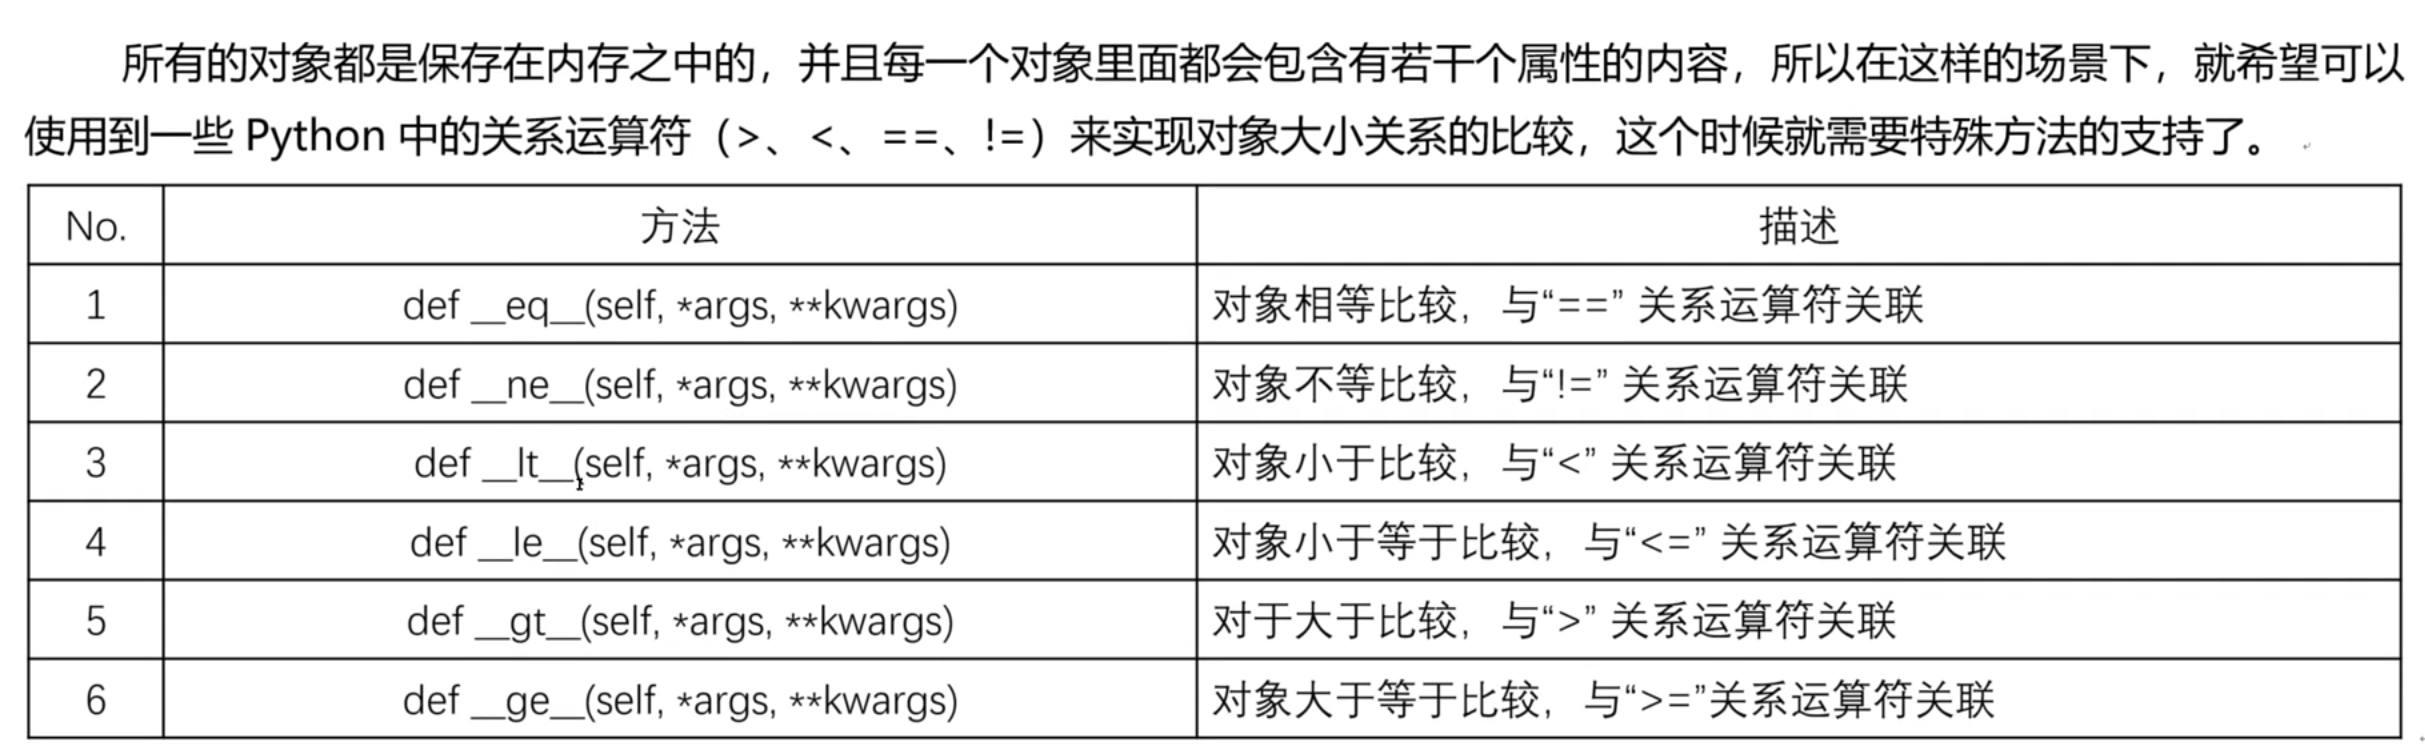 所有的对象都是保存在内存之中的，并且每一个对象里面都会包含有若干个属性的内容，所以在这样的场景下，就希望可以
使用到一些 Python 中的关系运算符（>、<、==、!=）来实现对象大小关系的比较，这个时候就需要特殊方法的支持了。
No. 方法 描述
1 def __eq__(self, *args, **kwargs) 对象相等比较，与“==” 关系运算符关联
2 def __ne__(self, *args, **kwargs) 对象不等比较，与“!=” 关系运算符关联
3 def __lt__(self, *args, **kwargs) 对象小于比较，与“<” 关系运算符关联
4 def __le__(self, *args, **kwargs) 对象小于等于比较，与“<=” 关系运算符关联
5 def __gt__(self, *args, **kwargs) 对于大于比较，与“>” 关系运算符关联
6 def __ge__(self, *args, **kwargs) 对象大于等于比较，与“>=”关系运算符关联